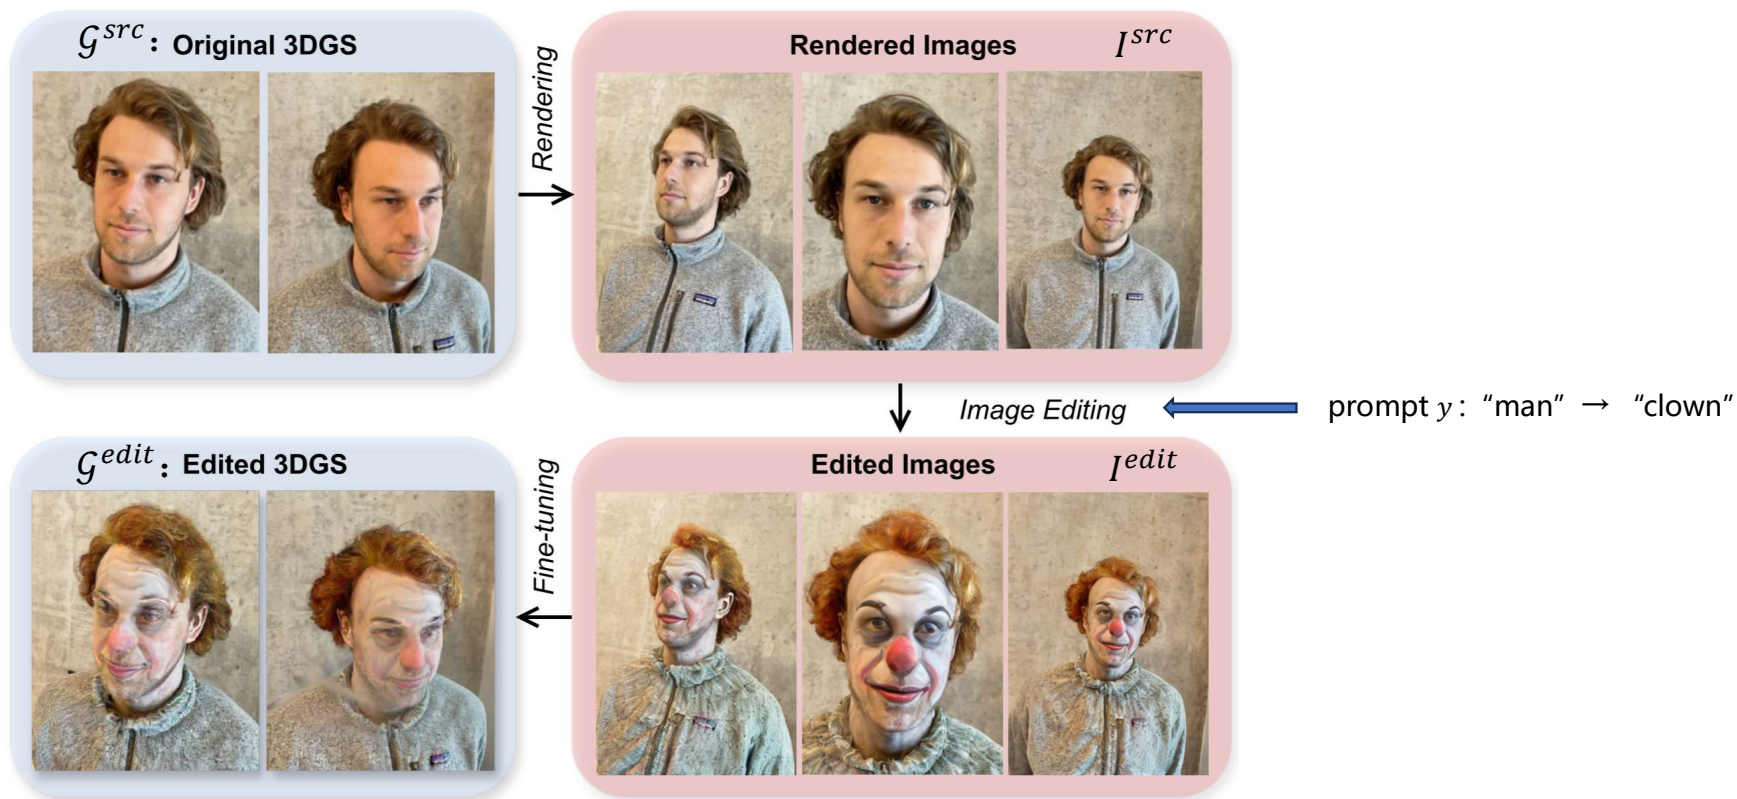 𝒢^{src}: Original 3DGS
Rendering
Rendered Images
I^{src}
Image Editing
prompt y: “man” → “clown”
𝒢^{edit}: Edited 3DGS
Fine-tuning
Edited Images
I^{edit}